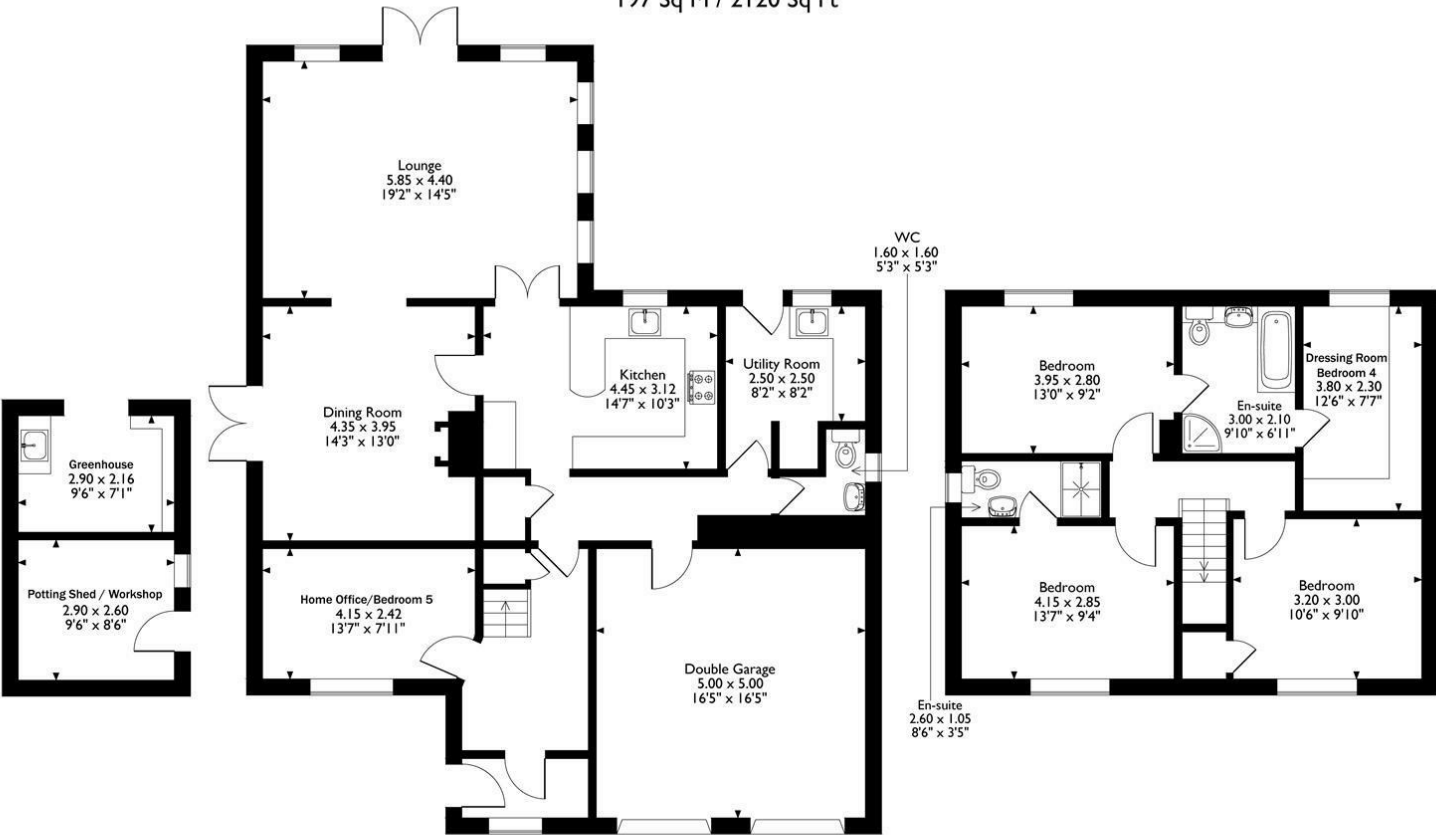 197 Sq M / 2120 Sq Ft
Lounge
5.85 x 4.40
19'2" x 14'5"
WC
1.60 x 1.60
5'3" x 5'3"
Kitchen
4.45 x 3.12
14'7" x 10'3"
Utility Room
2.50 x 2.50
8'2" x 8'2"
Dining Room
4.35 x 3.95
14'3" x 13'0"
Greenhouse
2.90 x 2.16
9'6" x 7'1"
Potting Shed / Workshop
2.90 x 2.60
9'6" x 8'6"
Home Office/Bedroom 5
4.15 x 2.42
13'7" x 7'11"
Double Garage
5.00 x 5.00
16'5" x 16'5"
Bedroom
3.95 x 2.80
13'0" x 9'2"
En-suite
3.00 x 2.10
9'10" x 6'11"
Dressing Room
Bedroom 4
3.80 x 2.30
12'6" x 7'7"
Bedroom
4.15 x 2.85
13'7" x 9'4"
Bedroom
3.20 x 3.00
10'6" x 9'10"
En-suite
2.60 x 1.05
8'6" x 3'5"